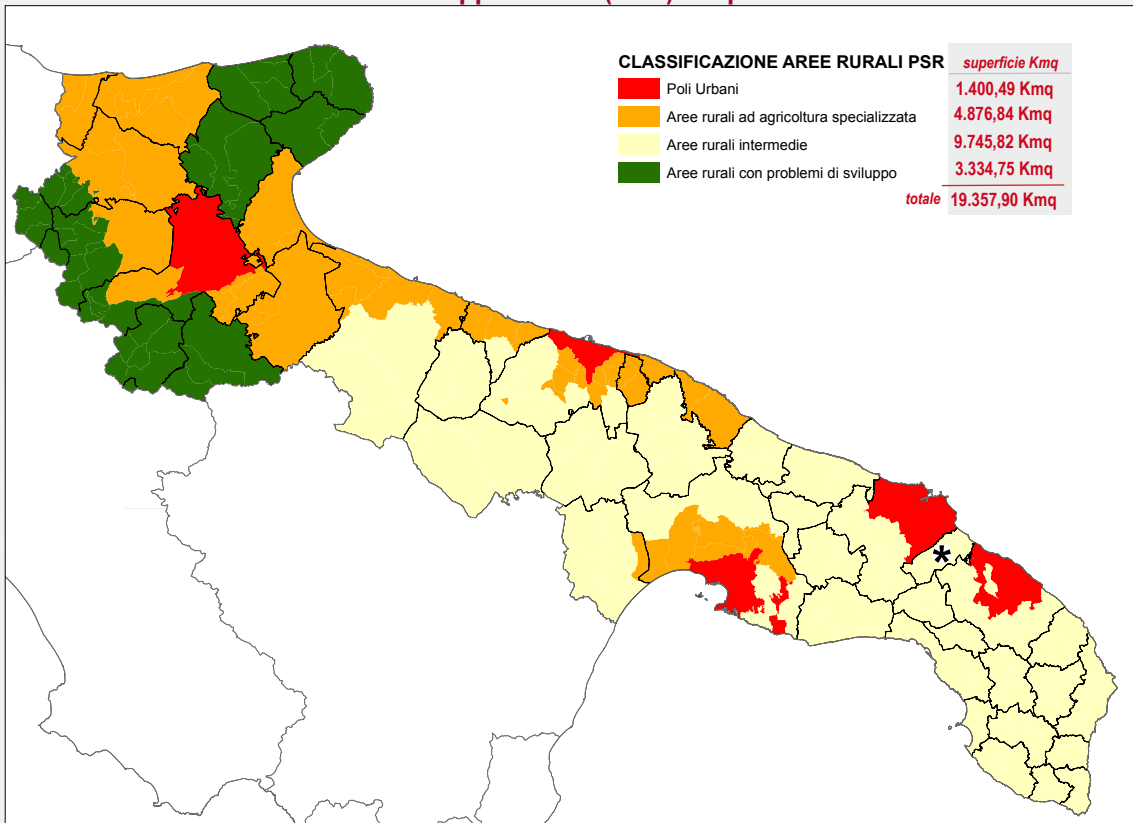 CLASSIFICAZIONE AREE RURALI PSR superficie Kmq
Poli Urbani 1.400,49 Kmq
Aree rurali ad agricoltura specializzata 4.876,84 Kmq
Aree rurali intermedie 9.745,82 Kmq
Aree rurali con problemi di sviluppo 3.334,75 Kmq
totale 19.357,90 Kmq
*